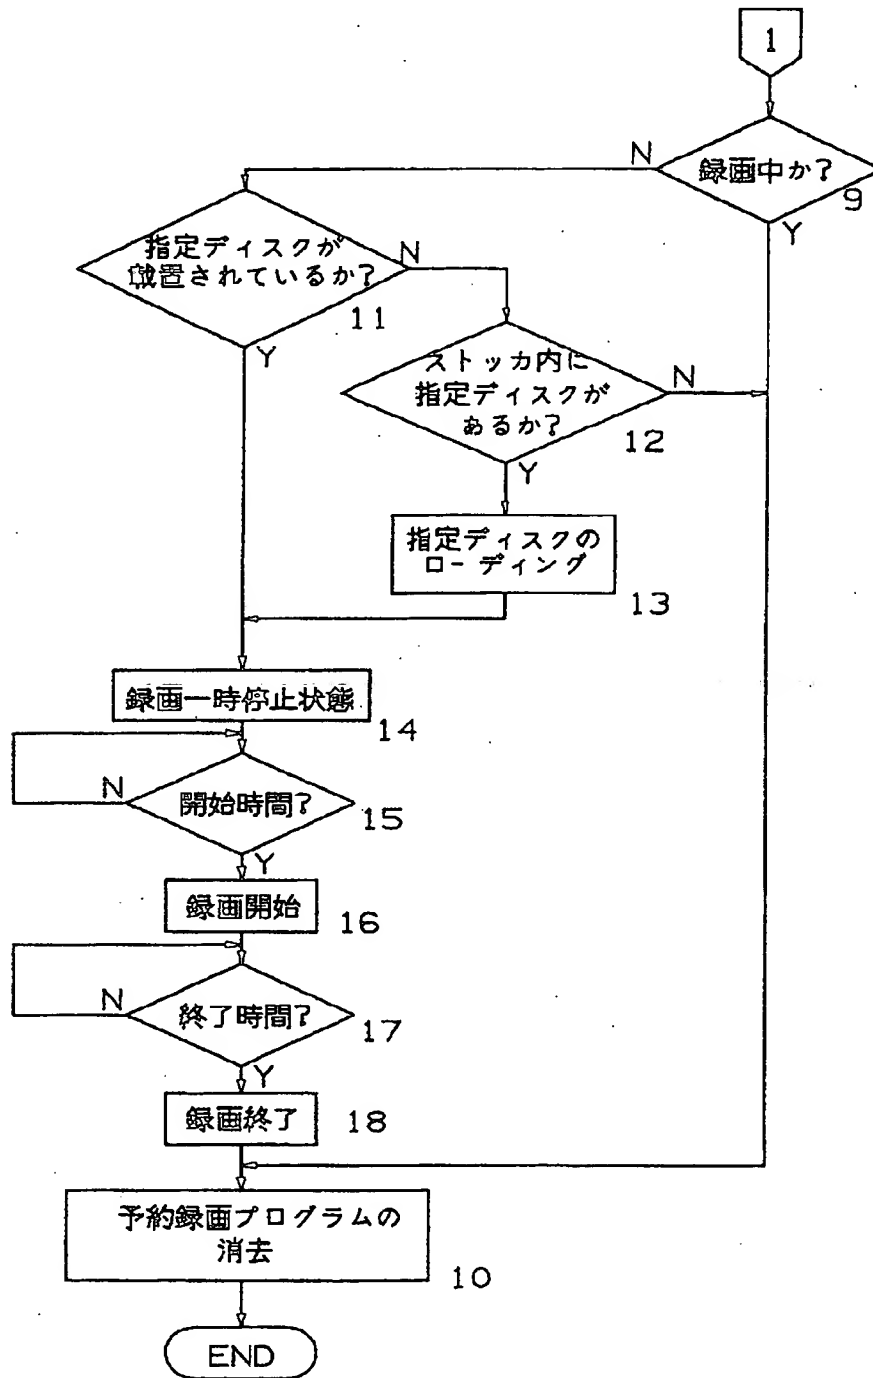 1
録画中か?
9
N
Y
指定ディスクが
載置されているか?
11
N
Y
ストッカ内に
指定ディスクが
あるか?
12
N
Y
指定ディスクの
ローディング
13
録画一時停止状態
14
開始時間?
15
N
Y
録画開始
16
終了時間?
17
N
Y
録画終了
18
予約録画プログラムの
消去
10
END